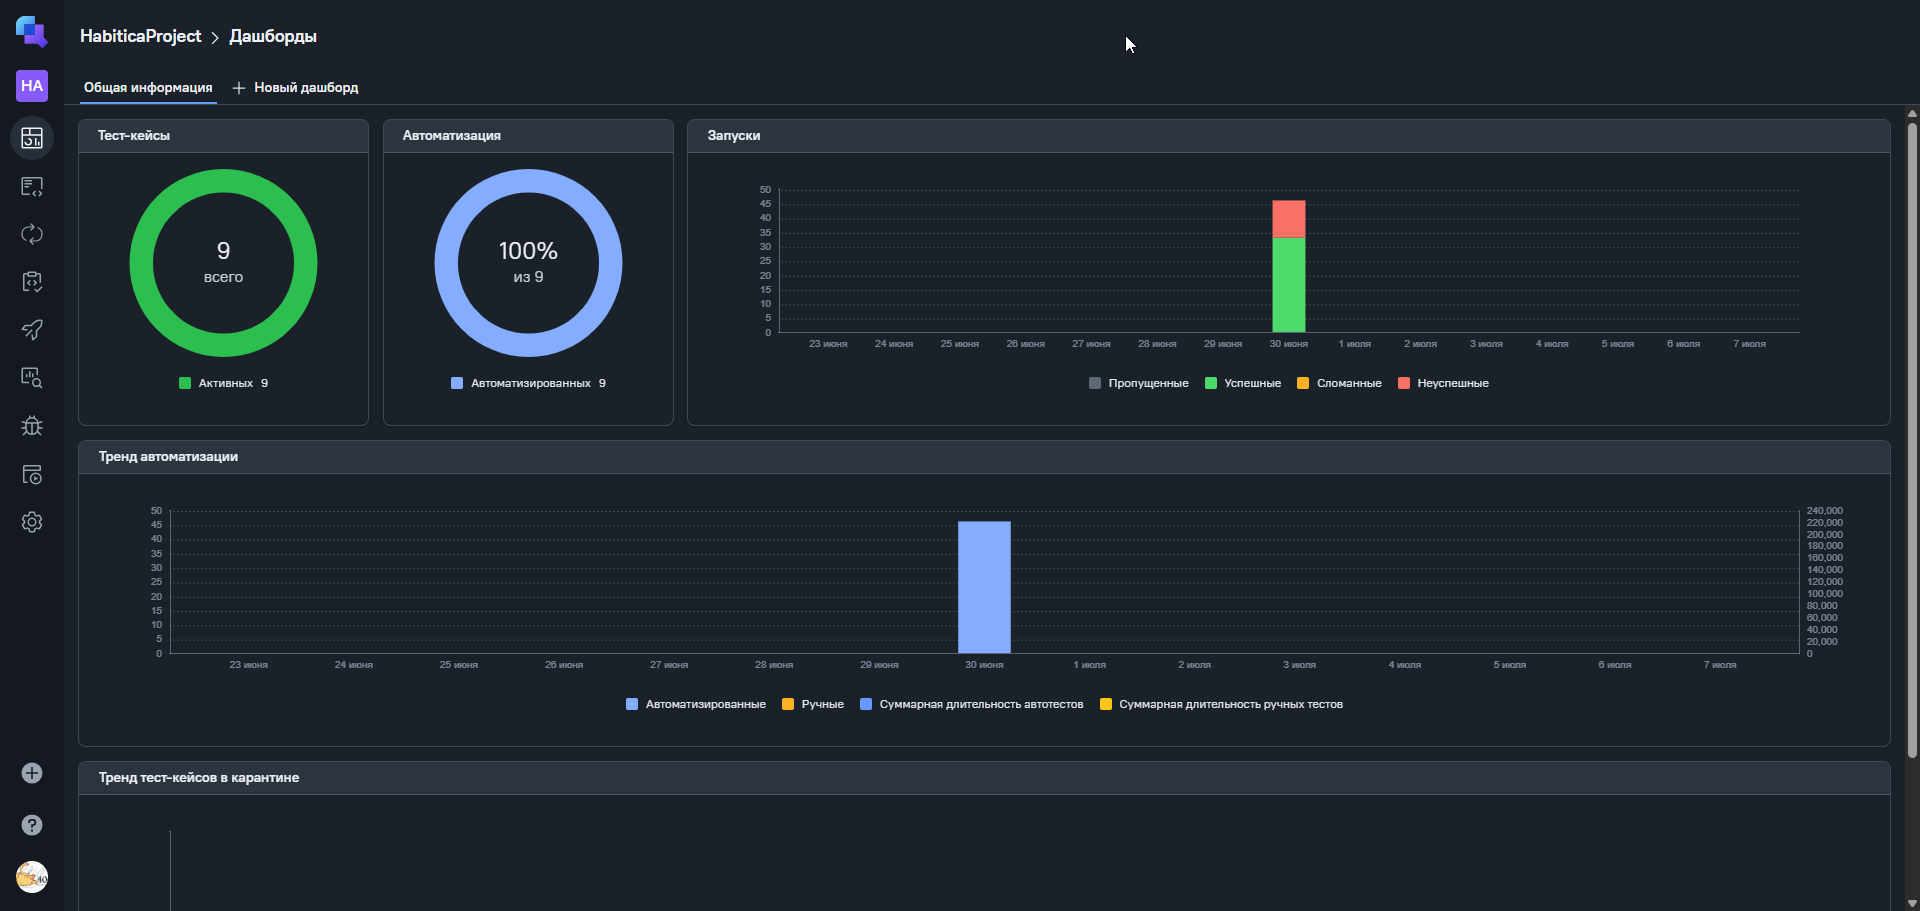 HabiticaProject > Дашборды
HA
Общая информация + Новый дашборд
Тест-кейсы
9
всего
Активных 9
Автоматизация
100%
из 9
Автоматизированных 9
Запуски
50
45
40
35
30
25
20
15
10
5
0
23 июня 24 июня 25 июня 26 июня 27 июня 28 июня 29 июня 30 июня 1 июля 2 июля 3 июля 4 июля 5 июля 6 июля 7 июля
Пропущенные Успешные Сломанные Неуспешные
Тренд автоматизации
50
45
40
35
30
25
20
15
10
5
0
240,000
220,000
200,000
180,000
160,000
140,000
120,000
100,000
80,000
60,000
40,000
20,000
0
23 июня 24 июня 25 июня 26 июня 27 июня 28 июня 29 июня 30 июня 1 июля 2 июля 3 июля 4 июля 5 июля 6 июля 7 июля
Автоматизированные Ручные Суммарная длительность автотестов Суммарная длительность ручных тестов
Тренд тест-кейсов в карантине